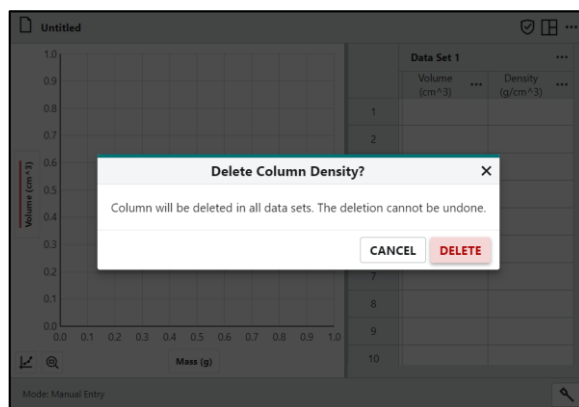 Untitled
1.0
0.9
0.8
0.7
0.6
0.5
0.4
0.3
0.2
0.1
0.0
Volume (cm^3)
0.0 0.1 0.2 0.3 0.4 0.5 0.6 0.7 0.8 0.9 1.0
Mass (g)
Data Set 1
Volume
(cm^3)
Density
(g/cm^3)
1
2
7
8
9
10
Delete Column Density?
Column will be deleted in all data sets. The deletion cannot be undone.
CANCEL DELETE
Mode: Manual Entry